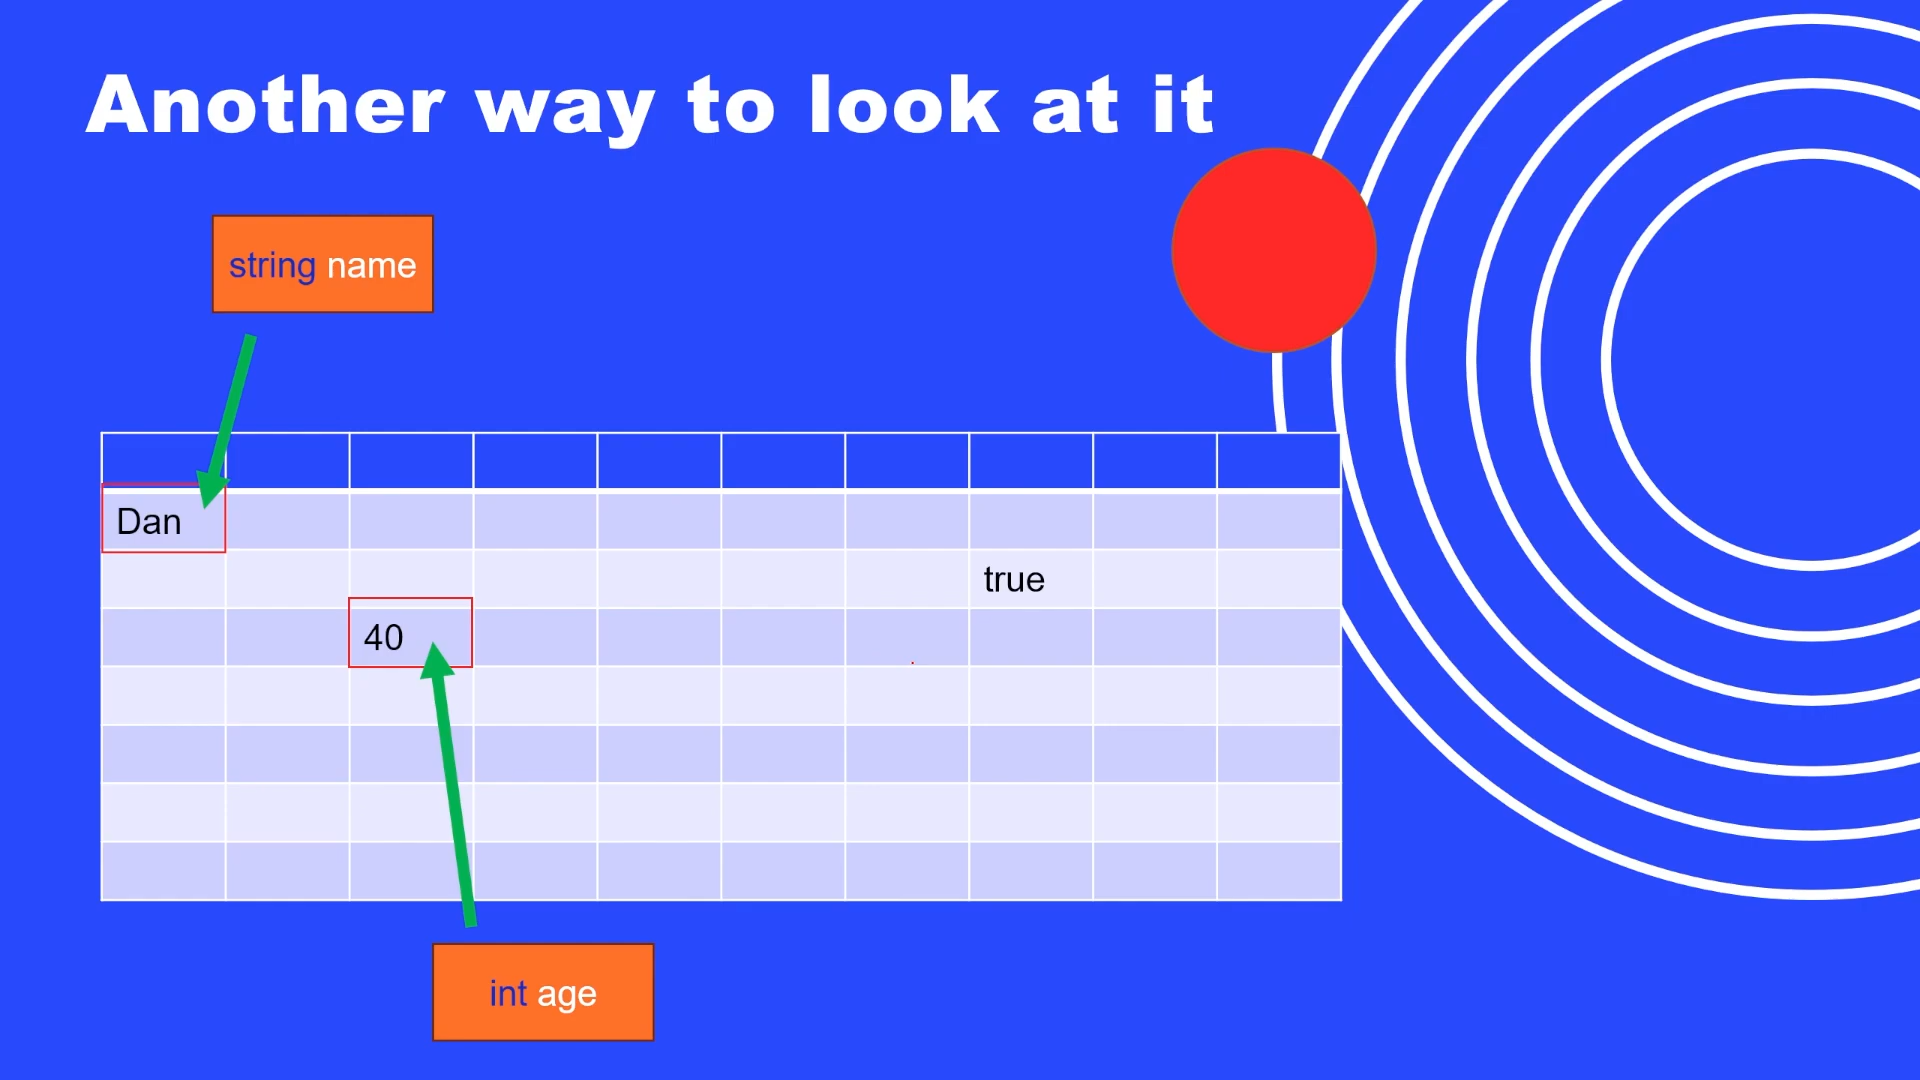 Another way to look at it
string name
Dan
true
40
int age